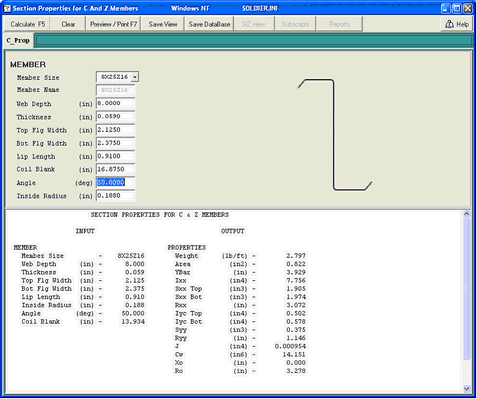 Section Properties for C And Z Members Windows NT SOLDIER.INI
Calculate F5 Clear Preview / Print F7 Save View Save DataBase SIZ view Subscripts Reports Help
C_Prop
MEMBER
Member Size 8X25Z16
Member Name 8X25Z16
Web Depth (in) 8.0000
Thickness (in) 0.0590
Top Flg Width (in) 2.1250
Bot Flg Width (in) 2.3750
Lip Length (in) 0.9100
Coil Blank (in) 16.8750
Angle (deg) 50.0000
Inside Radius (in) 0.1880
SECTION PROPERTIES FOR C & Z MEMBERS
INPUT OUTPUT
MEMBER PROPERTIES
Member Size - 8X25Z16 Weight (lb/ft) - 2.797
Web Depth (in) - 8.000 Area (in2) - 0.822
Thickness (in) - 0.059 YBar (in) - 3.929
Top Flg Width (in) - 2.125 Ixx (in4) - 7.756
Bot Flg Width (in) - 2.375 Sxx Top (in3) - 1.905
Lip Length (in) - 0.910 Sxx Bot (in3) - 1.974
Inside Radius (in) - 0.188 Rxx (in) - 3.072
Angle (in) - 50.000 Iyc Top (in4) - 0.502
Coil Blank (in) - 13.934 Iyc Bot (in4) - 0.578
Syy (in3) - 0.375
Ryy (in) - 1.146
J (in4) - 0.000954
Cw (in6) - 14.151
Xo (in) - 0.000
Ro (in) - 3.278